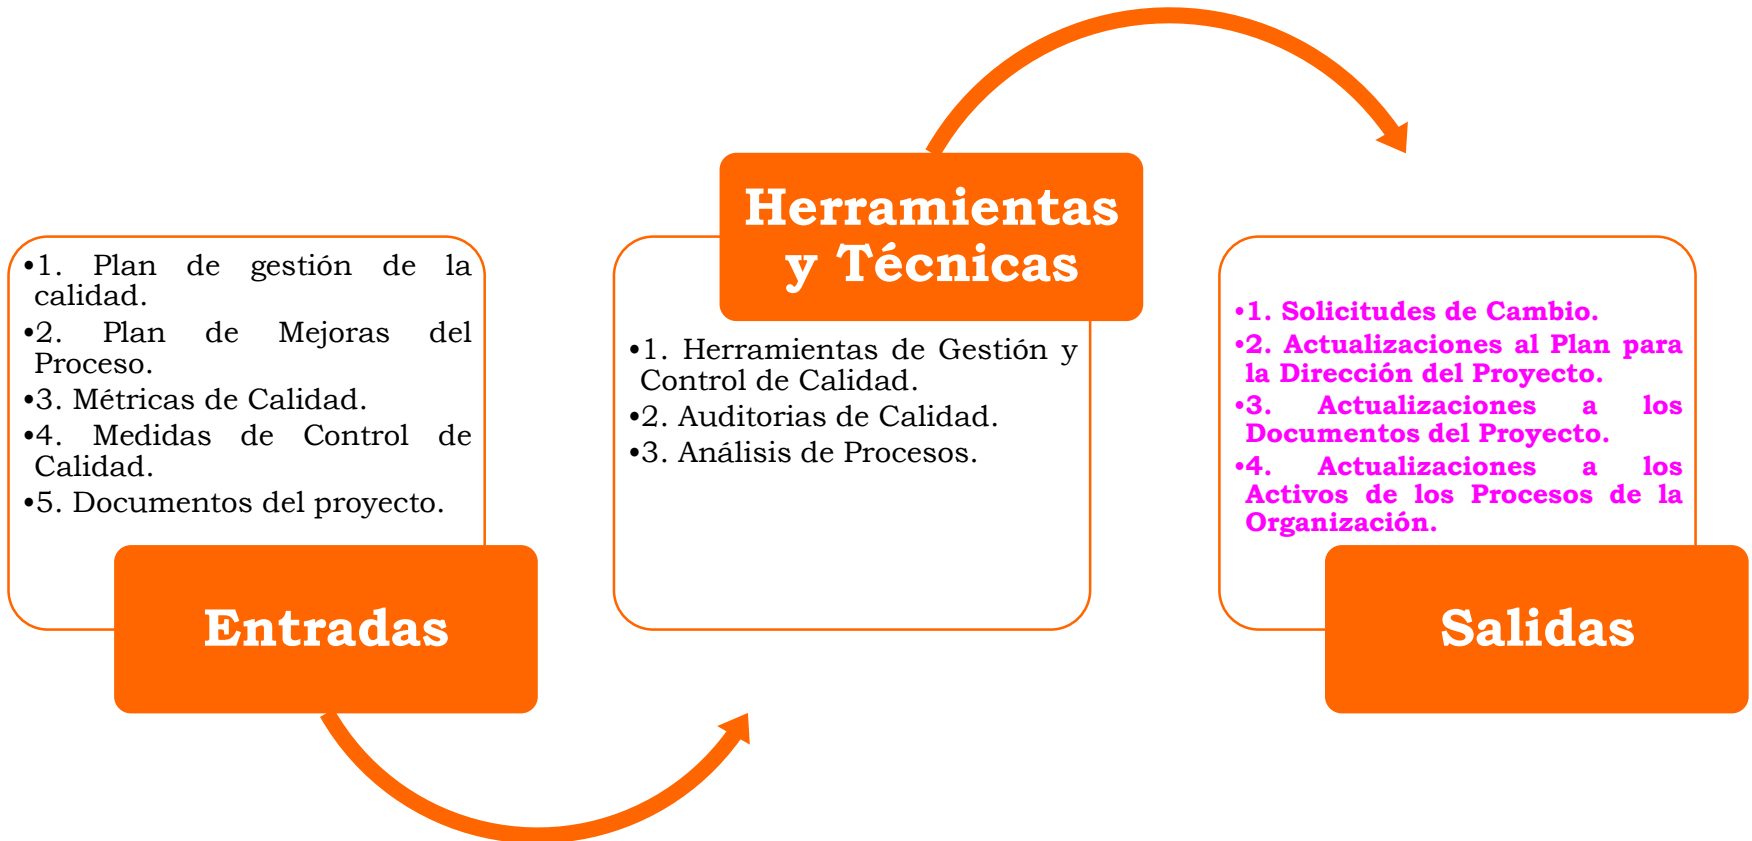 •1. Plan de gestión de la
calidad.
•2. Plan de Mejoras del
Proceso.
•3. Métricas de Calidad.
•4. Medidas de Control de
Calidad.
•5. Documentos del proyecto.
Entradas
Herramientas
y Técnicas
•1. Herramientas de Gestión y
Control de Calidad.
•2. Auditorias de Calidad.
•3. Análisis de Procesos.
•1. Solicitudes de Cambio.
•2. Actualizaciones al Plan para
la Dirección del Proyecto.
•3. Actualizaciones a los
Documentos del Proyecto.
•4. Actualizaciones a los
Activos de los Procesos de la
Organización.
Salidas